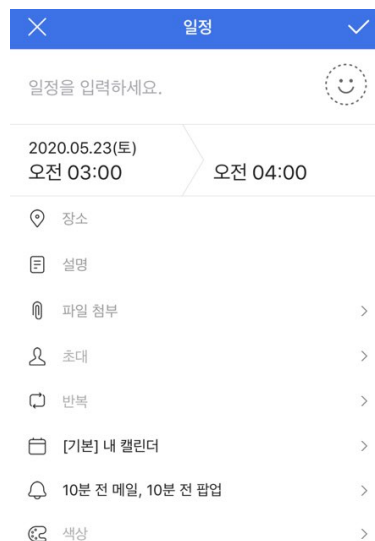 일정
일정을 입력하세요.
2020.05.23(토)
오전 03:00
오전 04:00
장소
설명
파일 첨부
초대
반복
[기본] 내 캘린더
10분 전 메일, 10분 전 팝업
색상